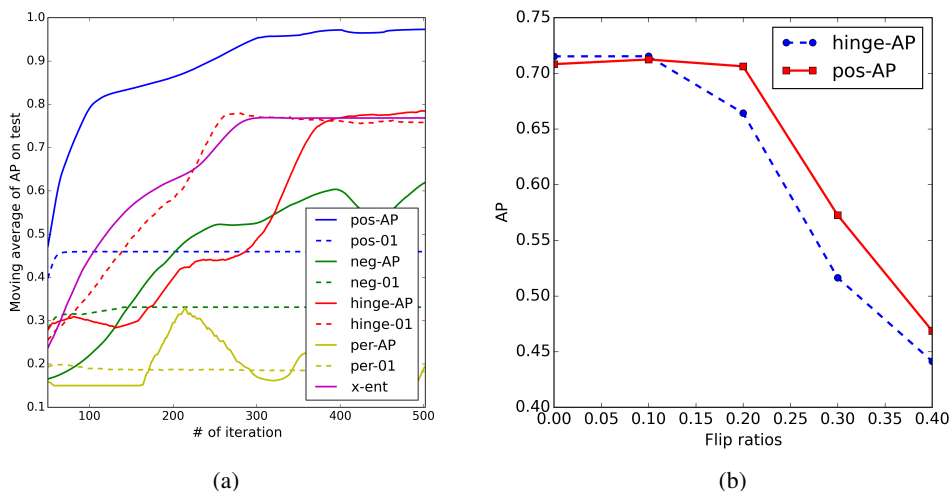 Moving average of AP on test
1.0
0.9
0.8
0.7
0.6
0.5
0.4
0.3
0.2
0.1
100
200
300
400
500
# of iteration
pos-AP
pos-01
neg-AP
neg-01
hinge-AP
hinge-01
per-AP
per-01
x-ent
(a)
AP
0.75
0.70
0.65
0.60
0.55
0.50
0.45
0.40
0.00
0.05
0.10
0.15
0.20
0.25
0.30
0.35
0.40
Flip ratios
hinge-AP
pos-AP
(b)